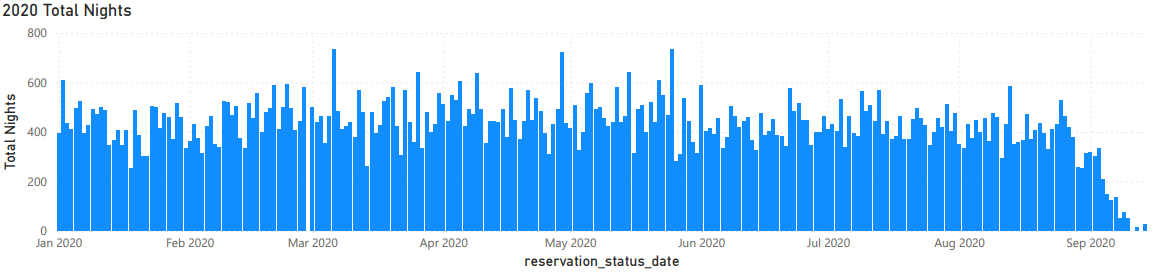 2020 Total Nights
800
600
400
200
0
Total Nights
Jan 2020 Feb 2020 Mar 2020 Apr 2020 May 2020 Jun 2020 Jul 2020 Aug 2020 Sep 2020
reservation_status_date